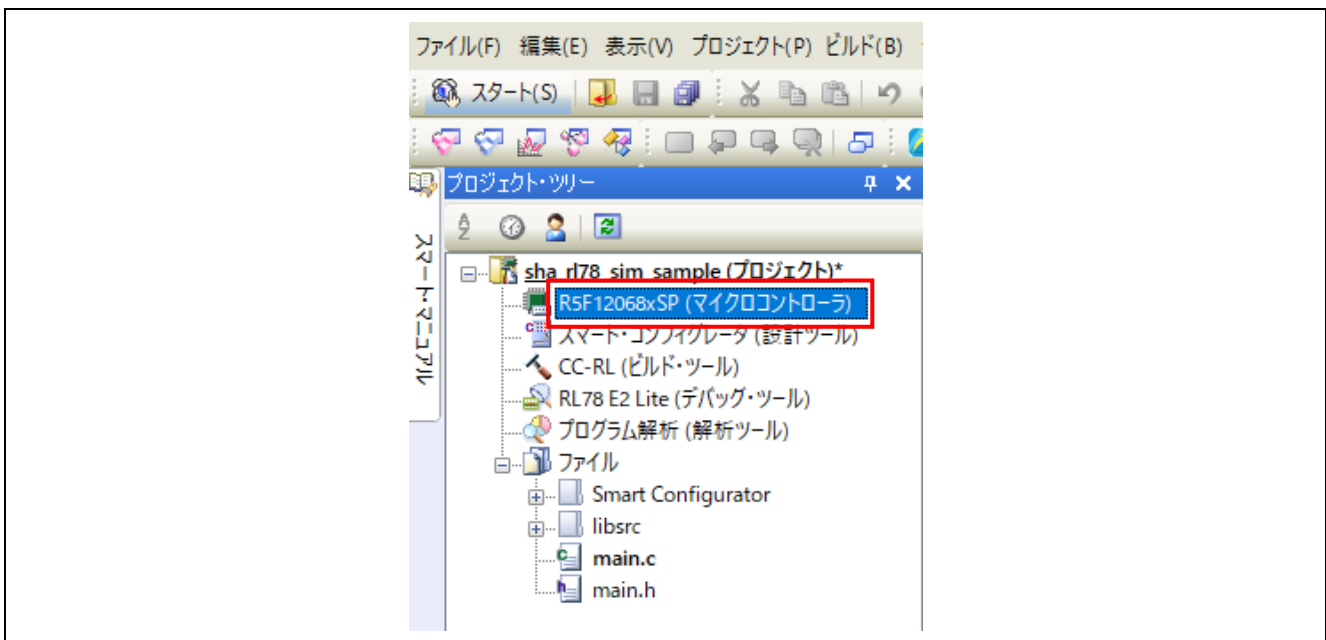 ファイル(F) 編集(E) 表示(V) プロジェクト(P) ビルド(B)
スタート(S)
プロジェクト・ツリー
スマート・マニュアル
sha_rl78_sim_sample (プロジェクト)*
R5F12068xSP (マイクロコントローラ)
スマート・コンフィグレータ (設計ツール)
CC-RL (ビルド・ツール)
RL78 E2 Lite (デバッグ・ツール)
プログラム解析 (解析ツール)
ファイル
Smart Configurator
libsrc
main.c
main.h